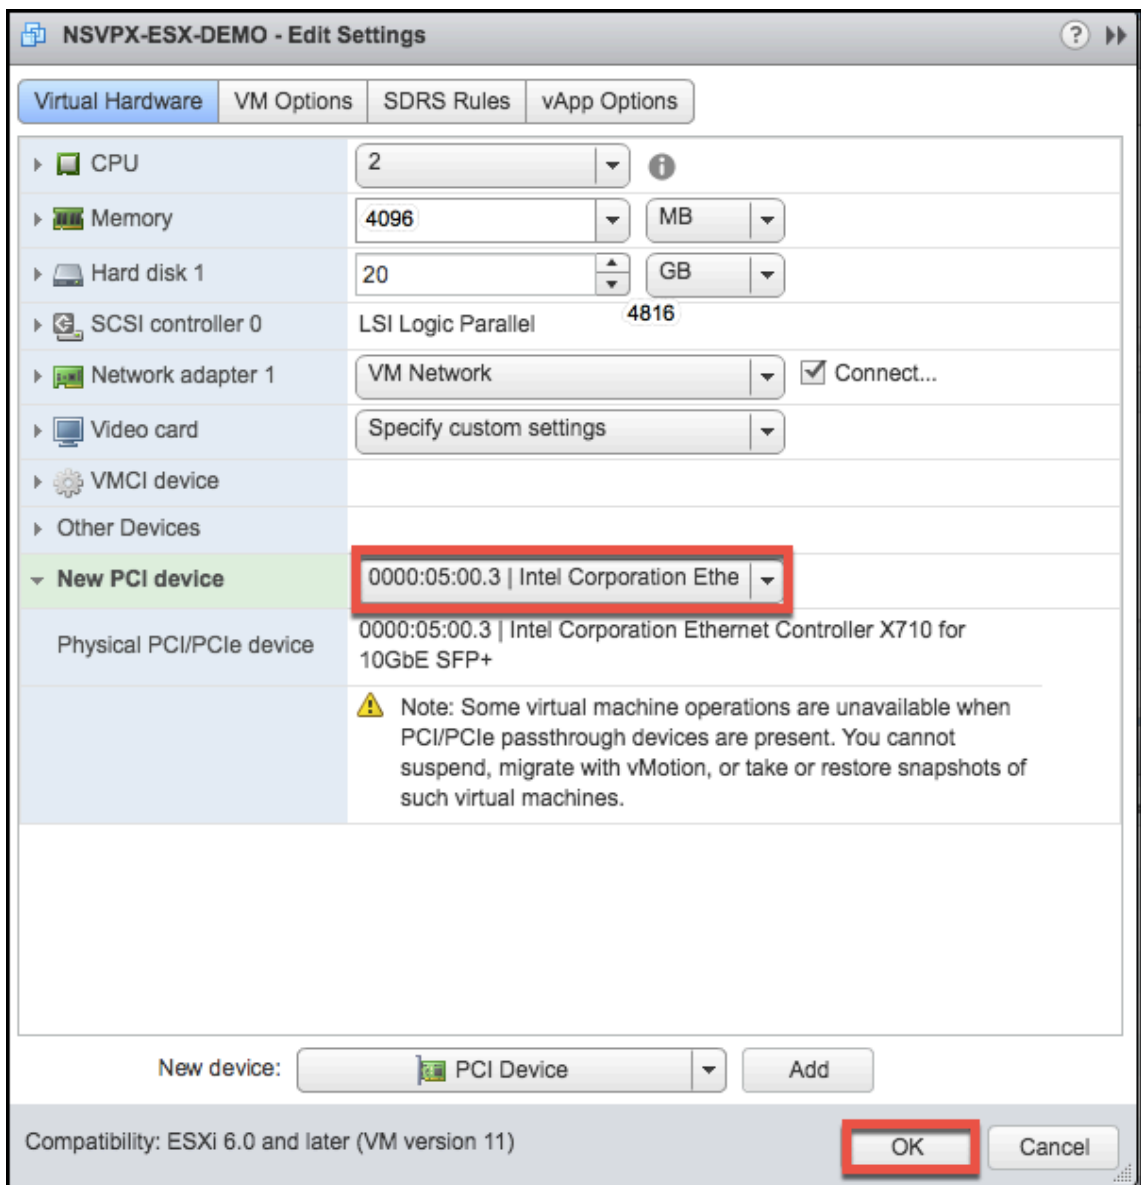 NSVPX-ESX-DEMO - Edit Settings
Virtual Hardware VM Options SDRS Rules vApp Options
CPU 2
Memory 4096 MB
Hard disk 1 20 GB
4816
SCSI controller 0 LSI Logic Parallel
Network adapter 1 VM Network Connect...
Video card Specify custom settings
VMCI device
Other Devices
New PCI device 0000:05:00.3 | Intel Corporation Ethe
Physical PCI/PCIe device 0000:05:00.3 | Intel Corporation Ethernet Controller X710 for
10GbE SFP+
Note: Some virtual machine operations are unavailable when
PCI/PCIe passthrough devices are present. You cannot
suspend, migrate with vMotion, or take or restore snapshots of
such virtual machines.
New device: PCI Device Add
Compatibility: ESXi 6.0 and later (VM version 11) OK Cancel